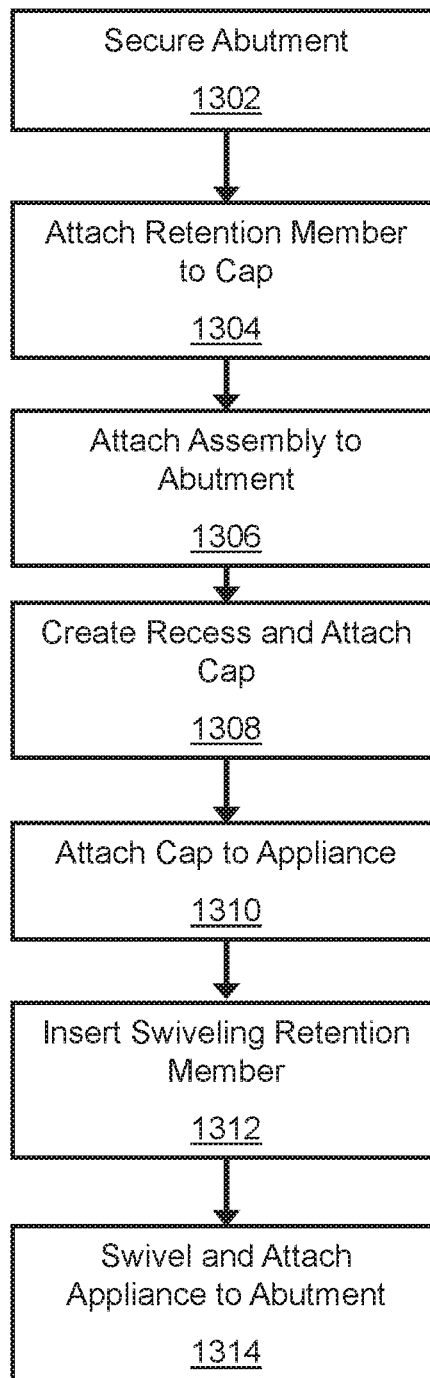 Secure Abutment
1302
Attach Retention Member
to Cap
1304
Attach Assembly to
Abutment
1306
Create Recess and Attach
Cap
1308
Attach Cap to Appliance
1310
Insert Swiveling Retention
Member
1312
Swivel and Attach
Appliance to Abutment
1314